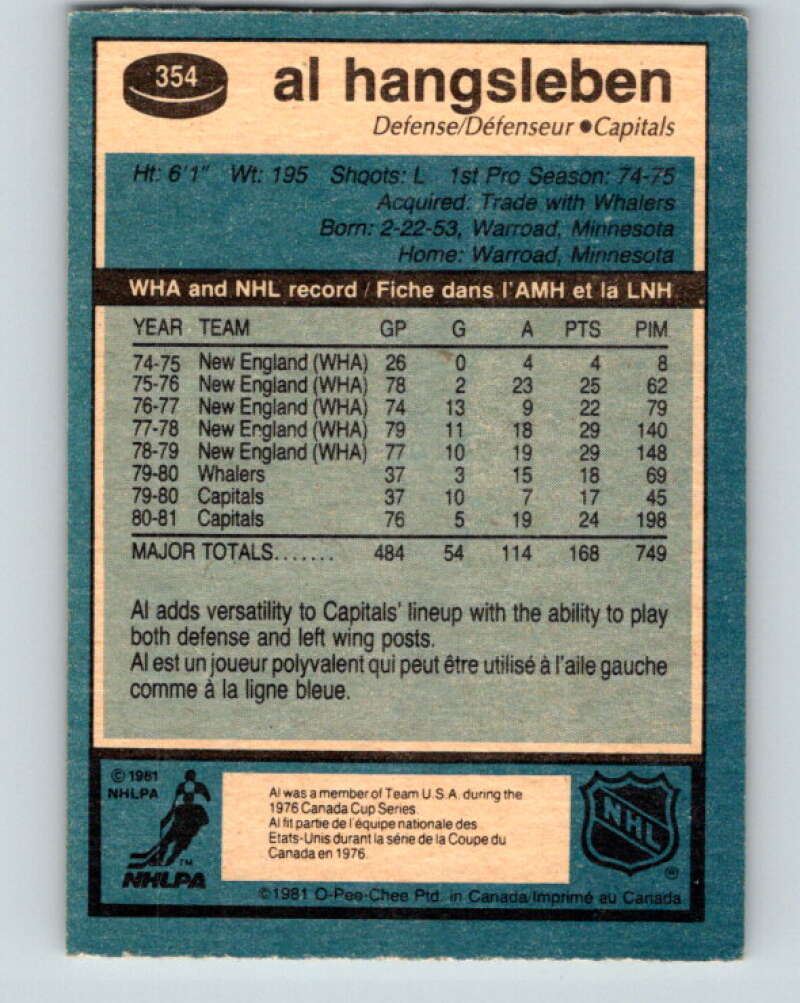 354
al hangsleben
Defense/Défenseur ● Capitals
Ht: 6'1" Wt: 195 Shoots: L 1st Pro Season: 74-75
Acquired: Trade with Whalers
Born: 2-22-53, Warroad, Minnesota
Home: Warroad, Minnesota
WHA and NHL record / Fiche dans l'AMH et la LNH
YEAR TEAM GP G A PTS PIM
74-75 New England (WHA) 26 0 4 4 8
75-76 New England (WHA) 78 2 23 25 62
76-77 New England (WHA) 74 13 9 22 79
77-78 New England (WHA) 79 11 18 29 140
78-79 New England (WHA) 77 10 19 29 148
79-80 Whalers 37 3 15 18 69
79-80 Capitals 37 10 7 17 45
80-81 Capitals 76 5 19 24 198
MAJOR TOTALS....... 484 54 114 168 749
Al adds versatility to Capitals' lineup with the ability to play
both defense and left wing posts.
Al est un joueur polyvalent qui peut être utilisé à l'aile gauche
comme à la ligne bleue.
© 1981
NHLPA
TM
NHLPA
Al was a member of Team U.S.A. during the
1976 Canada Cup Series.
Al fit partie de l'équipe nationale des
Etats-Unis durant la série de la Coupe du
Canada en 1976.
NHL
©1981 O-Pee-Chee Ptd. in Canada/Imprimé au Canada